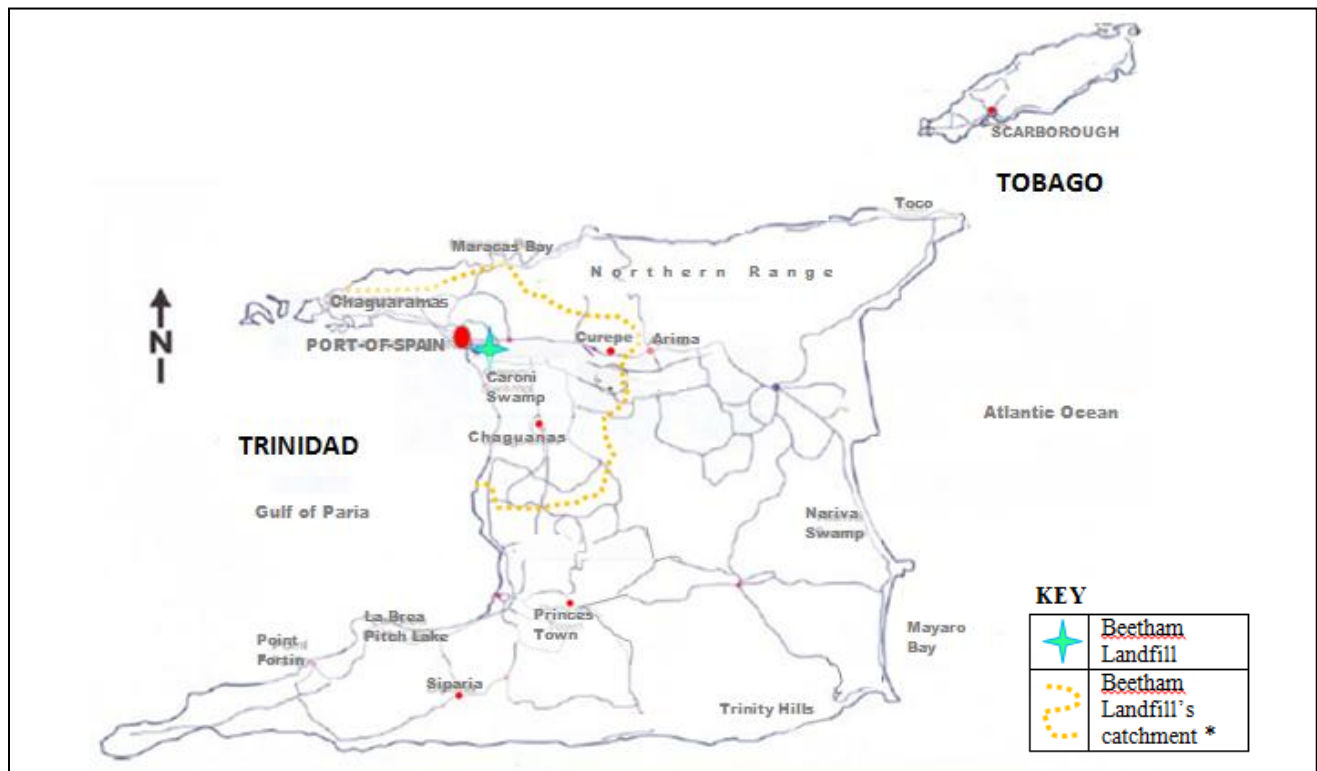 SCARBOROUGH
TOBAGO
Toco
Maracas Bay
Northern Range
Chaguaramas
N
PORT-OF-SPAIN
Curepe
Arima
Caroni
Swamp
Atlantic Ocean
Chaguanas
TRINIDAD
Gulf of Paria
Nariva
Swamp
KEY
Beetham
Landfill
Beetham
Landfill's
catchment *
La Brea
Pitch Lake
Princes
Town
Mayaro
Bay
Point
Fortin
Siparia
Trinity Hills